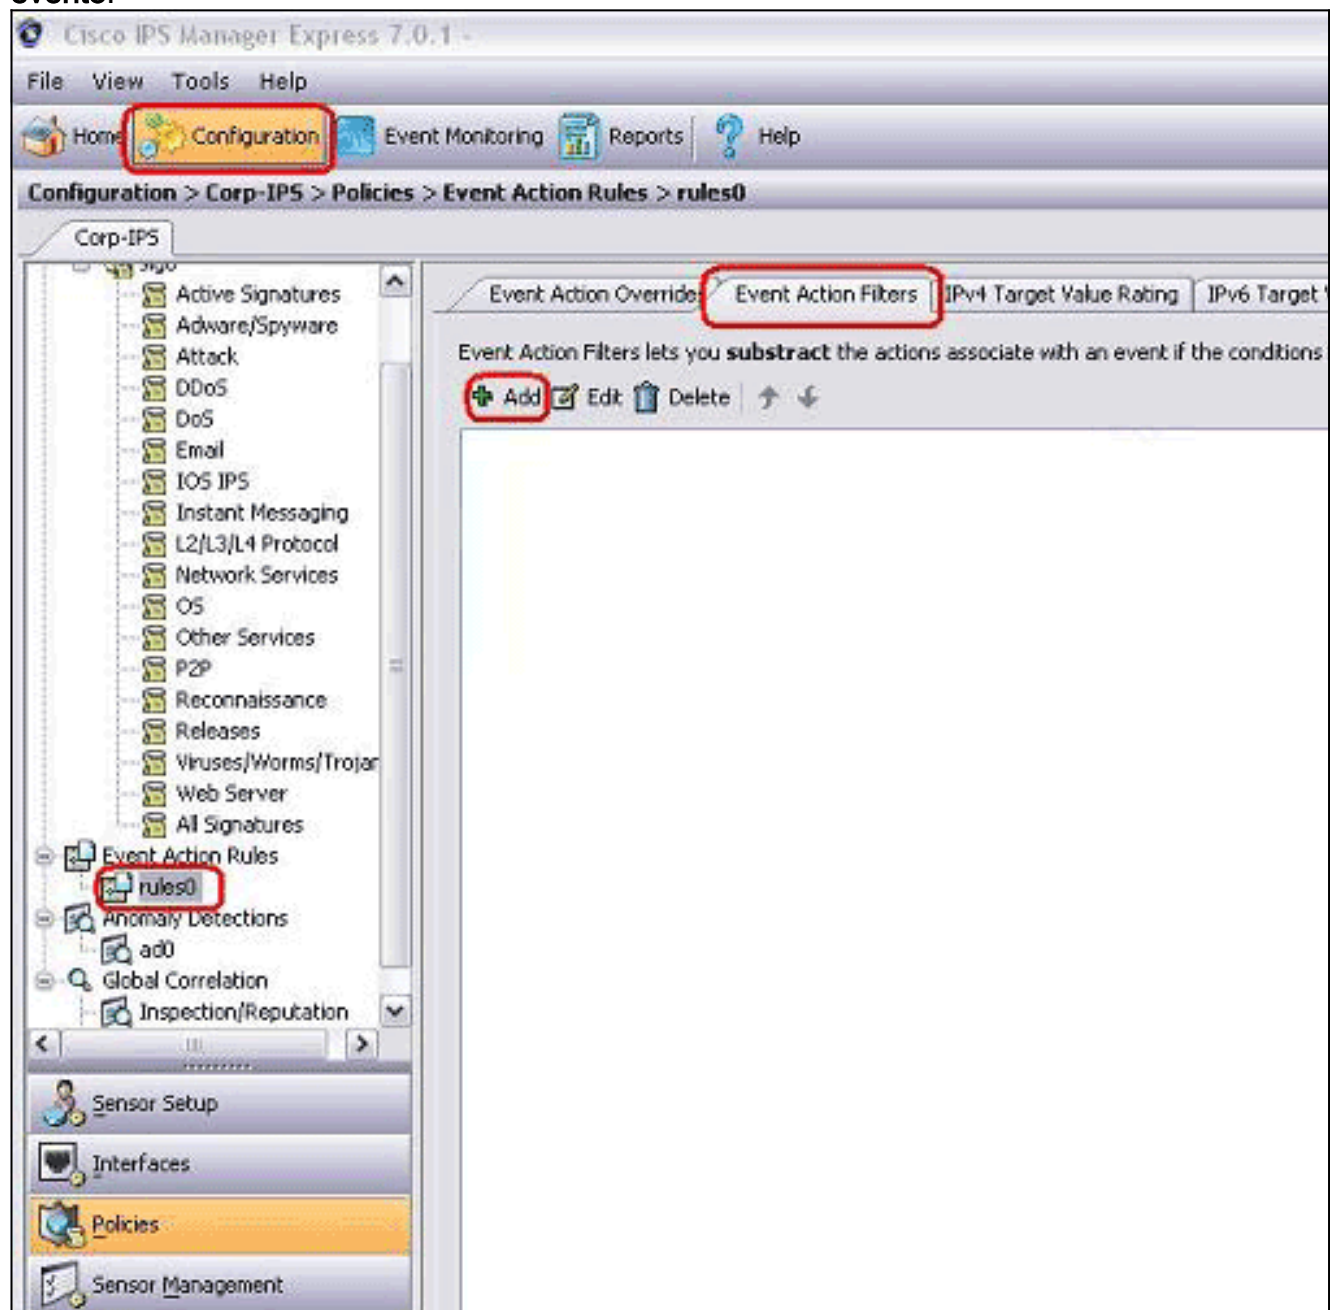 Cisco IPS Manager Express 7.0.1 -
File View Tools Help
Home Configuration Event Monitoring Reports Help
Configuration > Corp-IPS > Policies > Event Action Rules > rules0
Corp-IPS
Active Signatures
Adware/Spyware
Attack
DDoS
DoS
Email
IOS IPS
Instant Messaging
L2/L3/L4 Protocol
Network Services
OS
Other Services
P2P
Reconnaissance
Releases
Viruses/Worms/Trojan
Web Server
All Signatures
Event Action Rules
rules0
Anomaly Detections
ad0
Global Correlation
Inspection/Reputation
Sensor Setup
Interfaces
Policies
Sensor Management
Event Action Override Event Action Filters IPv4 Target Value Rating IPv6 Target
Event Action Filters lets you substract the actions associate with an event if the conditions
Add Edit Delete